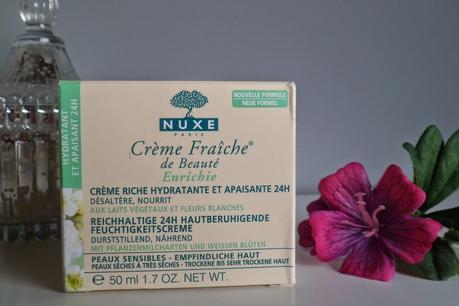 HYDRATANT
ET APAISANT 24H
NOUVELLE FORMULE
NEUE FORMEL
NUXE
PARIS
Crème Fraîche®
de Beauté
Enrichie
CRÈME RICHE HYDRATANTE ET APAISANTE 24H
DÉSALTÈRE, NOURRIT
AUX LAITS VÉGÉTAUX ET FLEURS BLANCHES
REICHHALTIGE 24H HAUTBERUHIGENDE
FEUCHTIGKEITSCREME
DURSTSTILLEND, NÄHREND
MIT PFLANZENMILCHARTEN UND WEISSEN BLÜTEN
PEAUX SENSIBLES - EMPFINDLICHE HAUT
PEAUX SÈCHES À TRÈS SÈCHES - TROCKENE BIS SEHR TROCKENE HAUT
℮ 50 ml 1.7 OZ. NET WT.